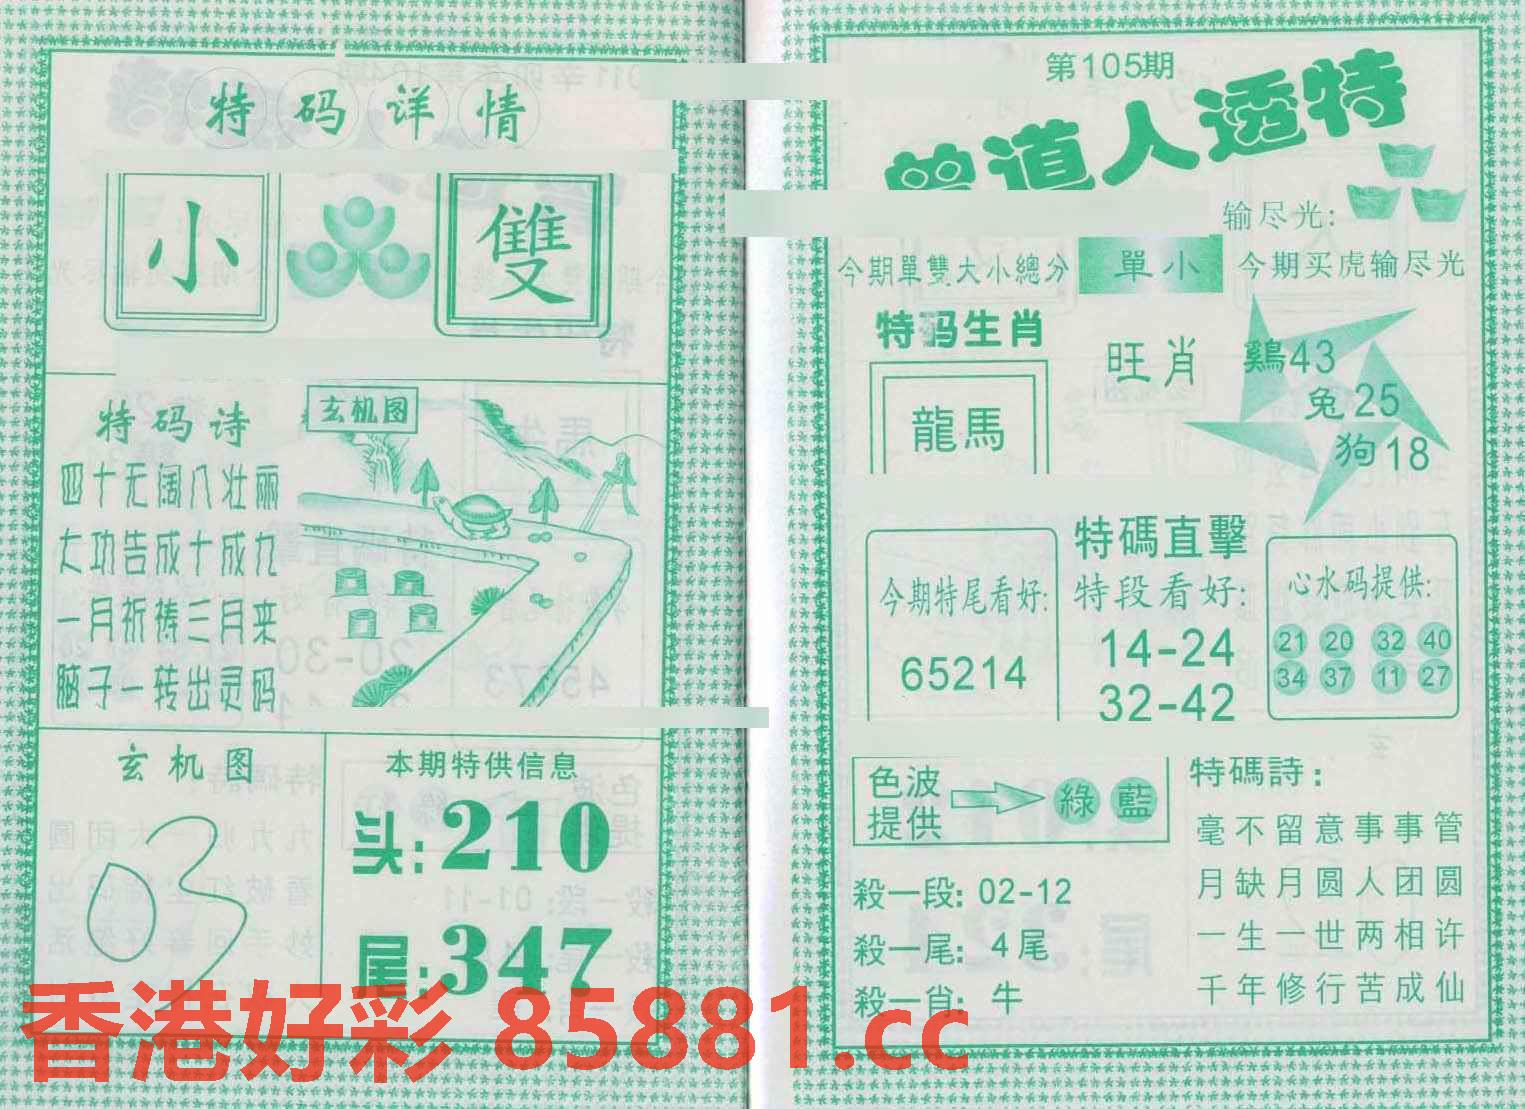 特码详情
小 雙
特码诗
四十无阔八壮丽
七功告成十成九
一月祈祷三月来
脑子一转出灵码
玄机图
玄机图
本期特供信息
头:210
尾:347
第105期
曾道人透特
输尽光:
今期單雙大小總分 單小
今期买虎输尽光
特码生肖
龍馬
旺肖
鷄43
兔25
狗18
今期特尾看好:
65214
特碼直擊
特段看好:
14-24
32-42
心水码提供:
21 20 32 40
34 37 11 27
色波
提供
綠 藍
殺一段: 02-12
殺一尾: 4尾
殺一肖: 牛
特碼詩:
毫不留意事事管
月缺月圆人团圆
一生一世两相许
千年修行苦成仙
香港好彩 85881.cc